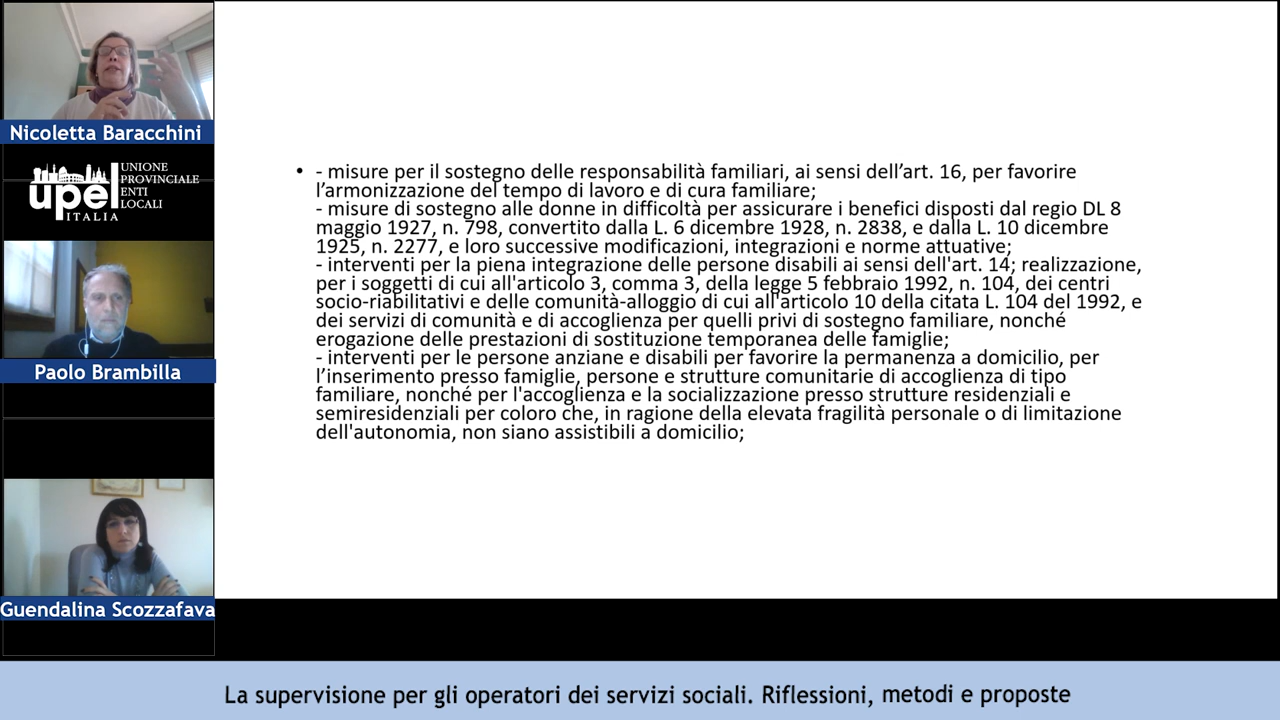 Nicoletta Baracchini
upel
ITALIA
UNIONE
PROVINCIALE
ENTI
LOCALI
Paolo Brambilla
Guendalina Scozzafava
• - misure per il sostegno delle responsabilità familiari, ai sensi dell’art. 16, per favorire
l’armonizzazione del tempo di lavoro e di cura familiare;
- misure di sostegno alle donne in difficoltà per assicurare i benefici disposti dal regio DL 8
maggio 1927, n. 798, convertito dalla L. 6 dicembre 1928, n. 2838, e dalla L. 10 dicembre
1925, n. 2277, e loro successive modificazioni, integrazioni e norme attuative;
- interventi per la piena integrazione delle persone disabili ai sensi dell'art. 14; realizzazione,
per i soggetti di cui all'articolo 3, comma 3, della legge 5 febbraio 1992, n. 104, dei centri
socio-riabilitativi e delle comunità-alloggio di cui all'articolo 10 della citata L. 104 del 1992, e
dei servizi di comunità e di accoglienza per quelli privi di sostegno familiare, nonché
erogazione delle prestazioni di sostituzione temporanea delle famiglie;
- interventi per le persone anziane e disabili per favorire la permanenza a domicilio, per
l’inserimento presso famiglie, persone e strutture comunitarie di accoglienza di tipo
familiare, nonché per l'accoglienza e la socializzazione presso strutture residenziali e
semiresidenziali per coloro che, in ragione della elevata fragilità personale o di limitazione
dell'autonomia, non siano assistibili a domicilio;
La supervisione per gli operatori dei servizi sociali. Riflessioni, metodi e proposte